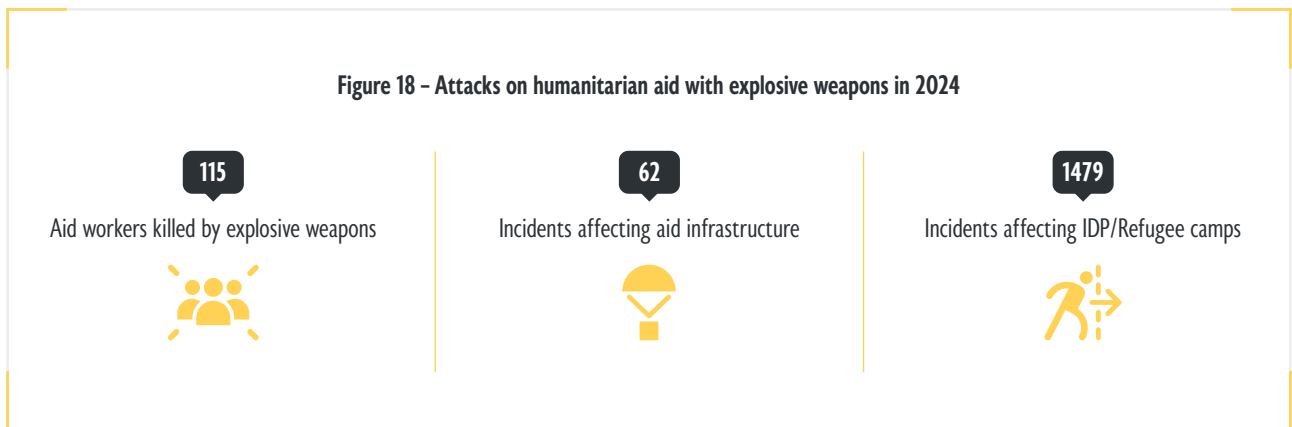 Figure 18 – Attacks on humanitarian aid with explosive weapons in 2024
115
Aid workers killed by explosive weapons
62
Incidents affecting aid infrastructure
1479
Incidents affecting IDP/Refugee camps